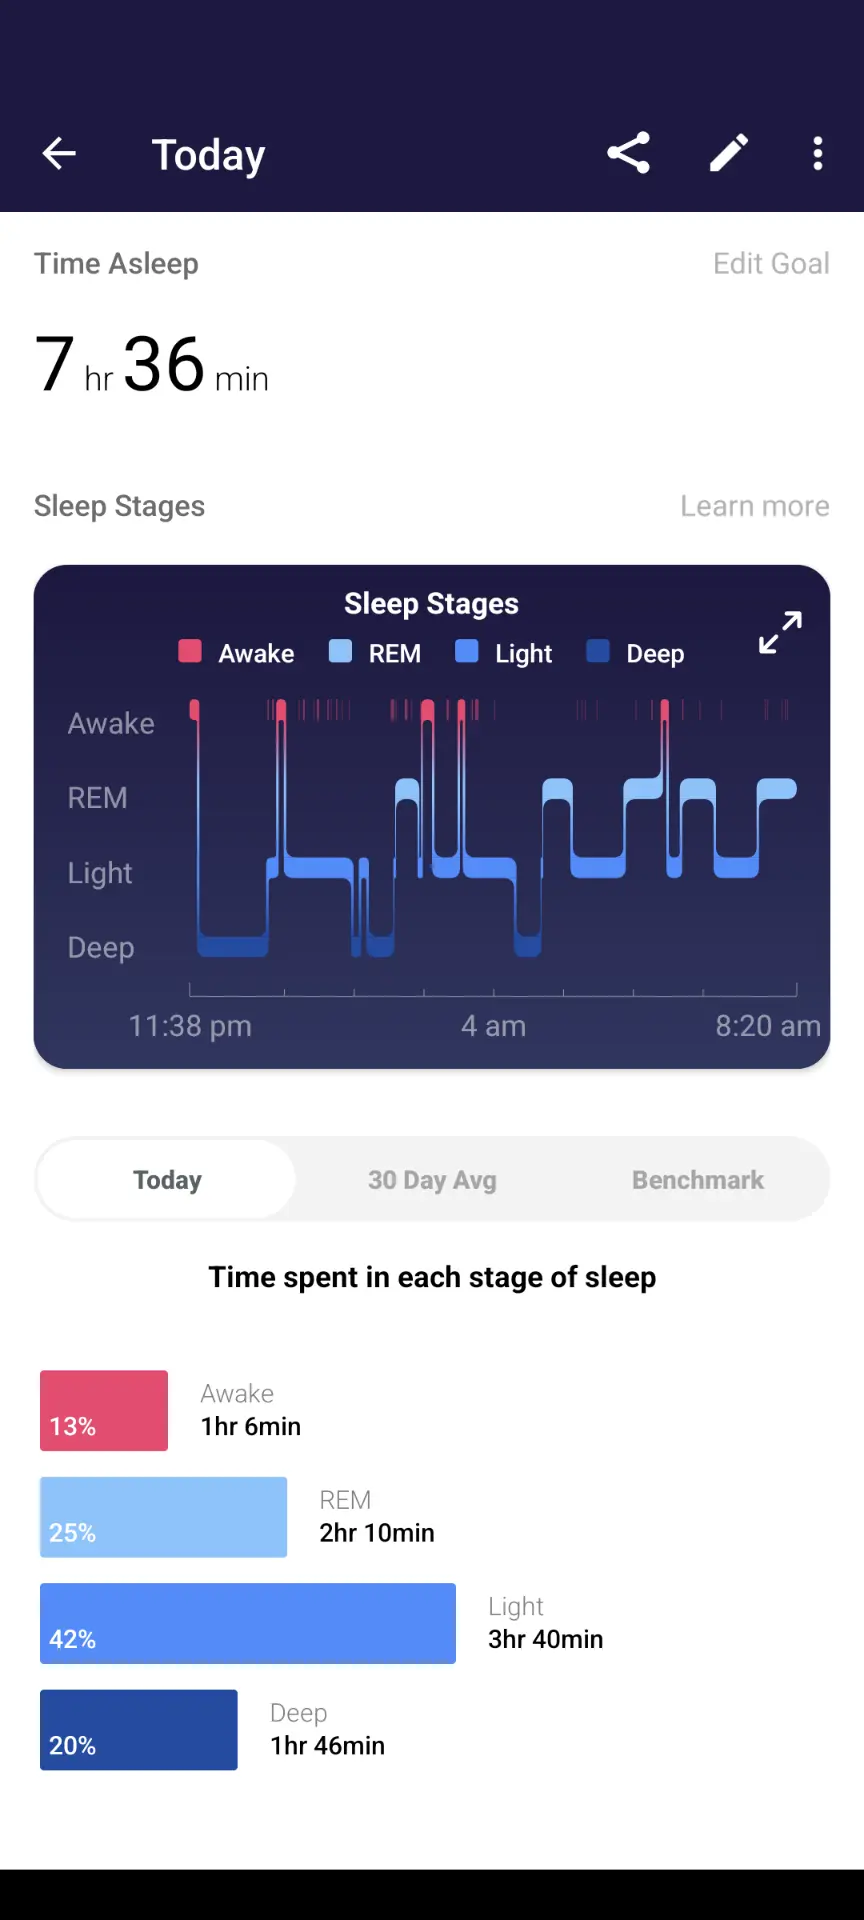 Today
Time Asleep Edit Goal
7 hr 36 min
Sleep Stages Learn more
Sleep Stages
Awake REM Light Deep
Awake
REM
Light
Deep
11:38 pm 4 am 8:20 am
Today 30 Day Avg Benchmark
Time spent in each stage of sleep
Awake
13% 1hr 6min
REM
25% 2hr 10min
Light
42% 3hr 40min
Deep
20% 1hr 46min